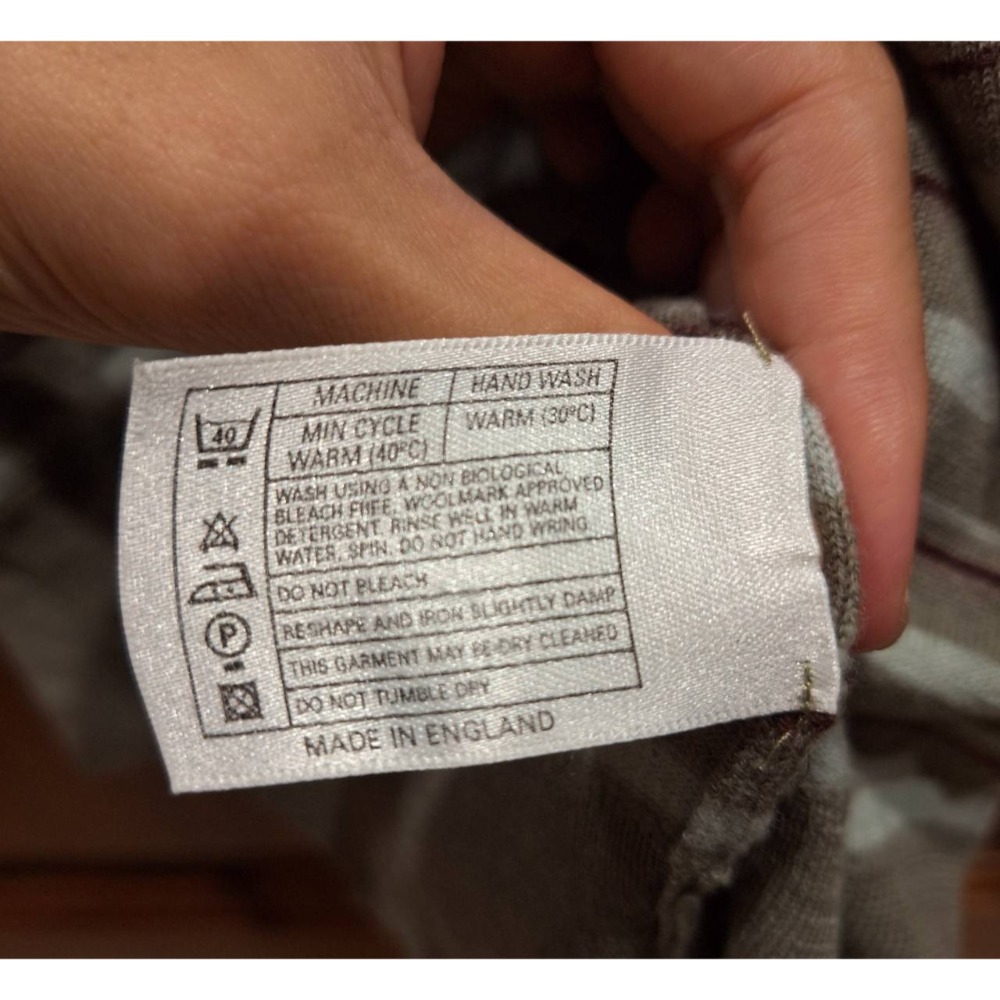 MACHINE HAND WASH
40
MIN CYCLE WARM (30ºC)
WARM (40ºC)
WASH USING A NON BIOLOGICAL
BLEACH FREE, WOOLMARK APPROVED
DETERGENT. RINSE WELL IN WARM
WATER. SPIN. DO NOT HAND WRING
DO NOT BLEACH
RESHAPE AND IRON SLIGHTLY DAMP
P
THIS GARMENT MAY BE DRY CLEANED
DO NOT TUMBLE DRY
MADE IN ENGLAND